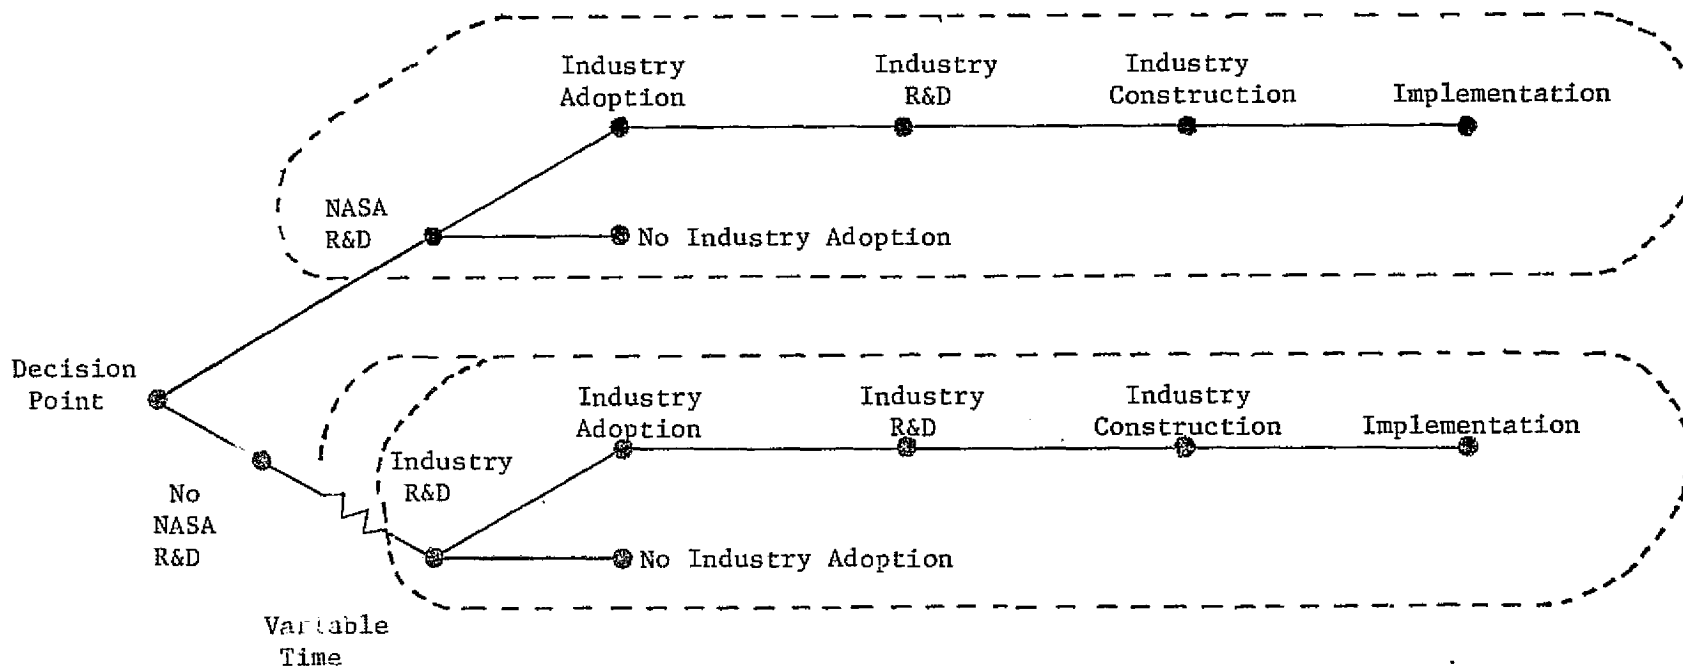 Industry
Adoption
Industry
R&D
Industry
Construction
Implementation
NASA
R&D
No Industry Adoption
Decision
Point
Industry
Adoption
Industry
R&D
Industry
Construction
Implementation
Industry
R&D
No
NASA
R&D
No Industry Adoption
Variable
Time